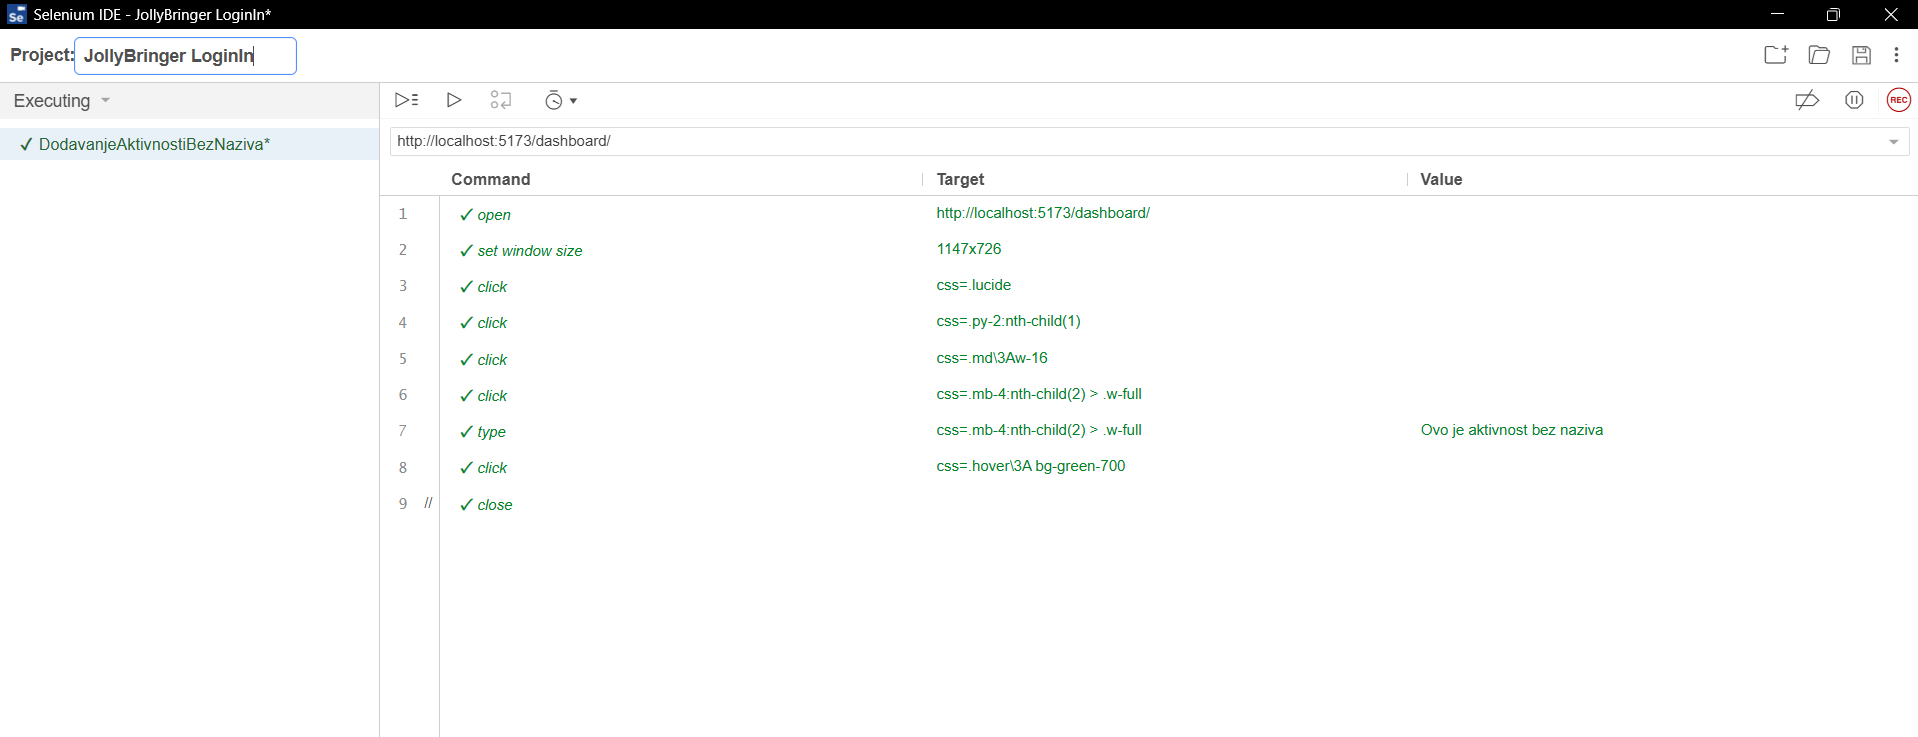 Selenium IDE - JollyBringer LoginIn*
Project: JollyBringer LoginIn
Executing
✓ DodavanjeAktivnostiBezNaziva*
REC
http://localhost:5173/dashboard/
Command Target Value
1 ✓ open http://localhost:5173/dashboard/
2 ✓ set window size 1147x726
3 ✓ click css=.lucide
4 ✓ click css=.py-2:nth-child(1)
5 ✓ click css=.md\3Aw-16
6 ✓ click css=.mb-4:nth-child(2) > .w-full
7 ✓ type css=.mb-4:nth-child(2) > .w-full Ovo je aktivnost bez naziva
8 ✓ click css=.hover\3A bg-green-700
9 // ✓ close